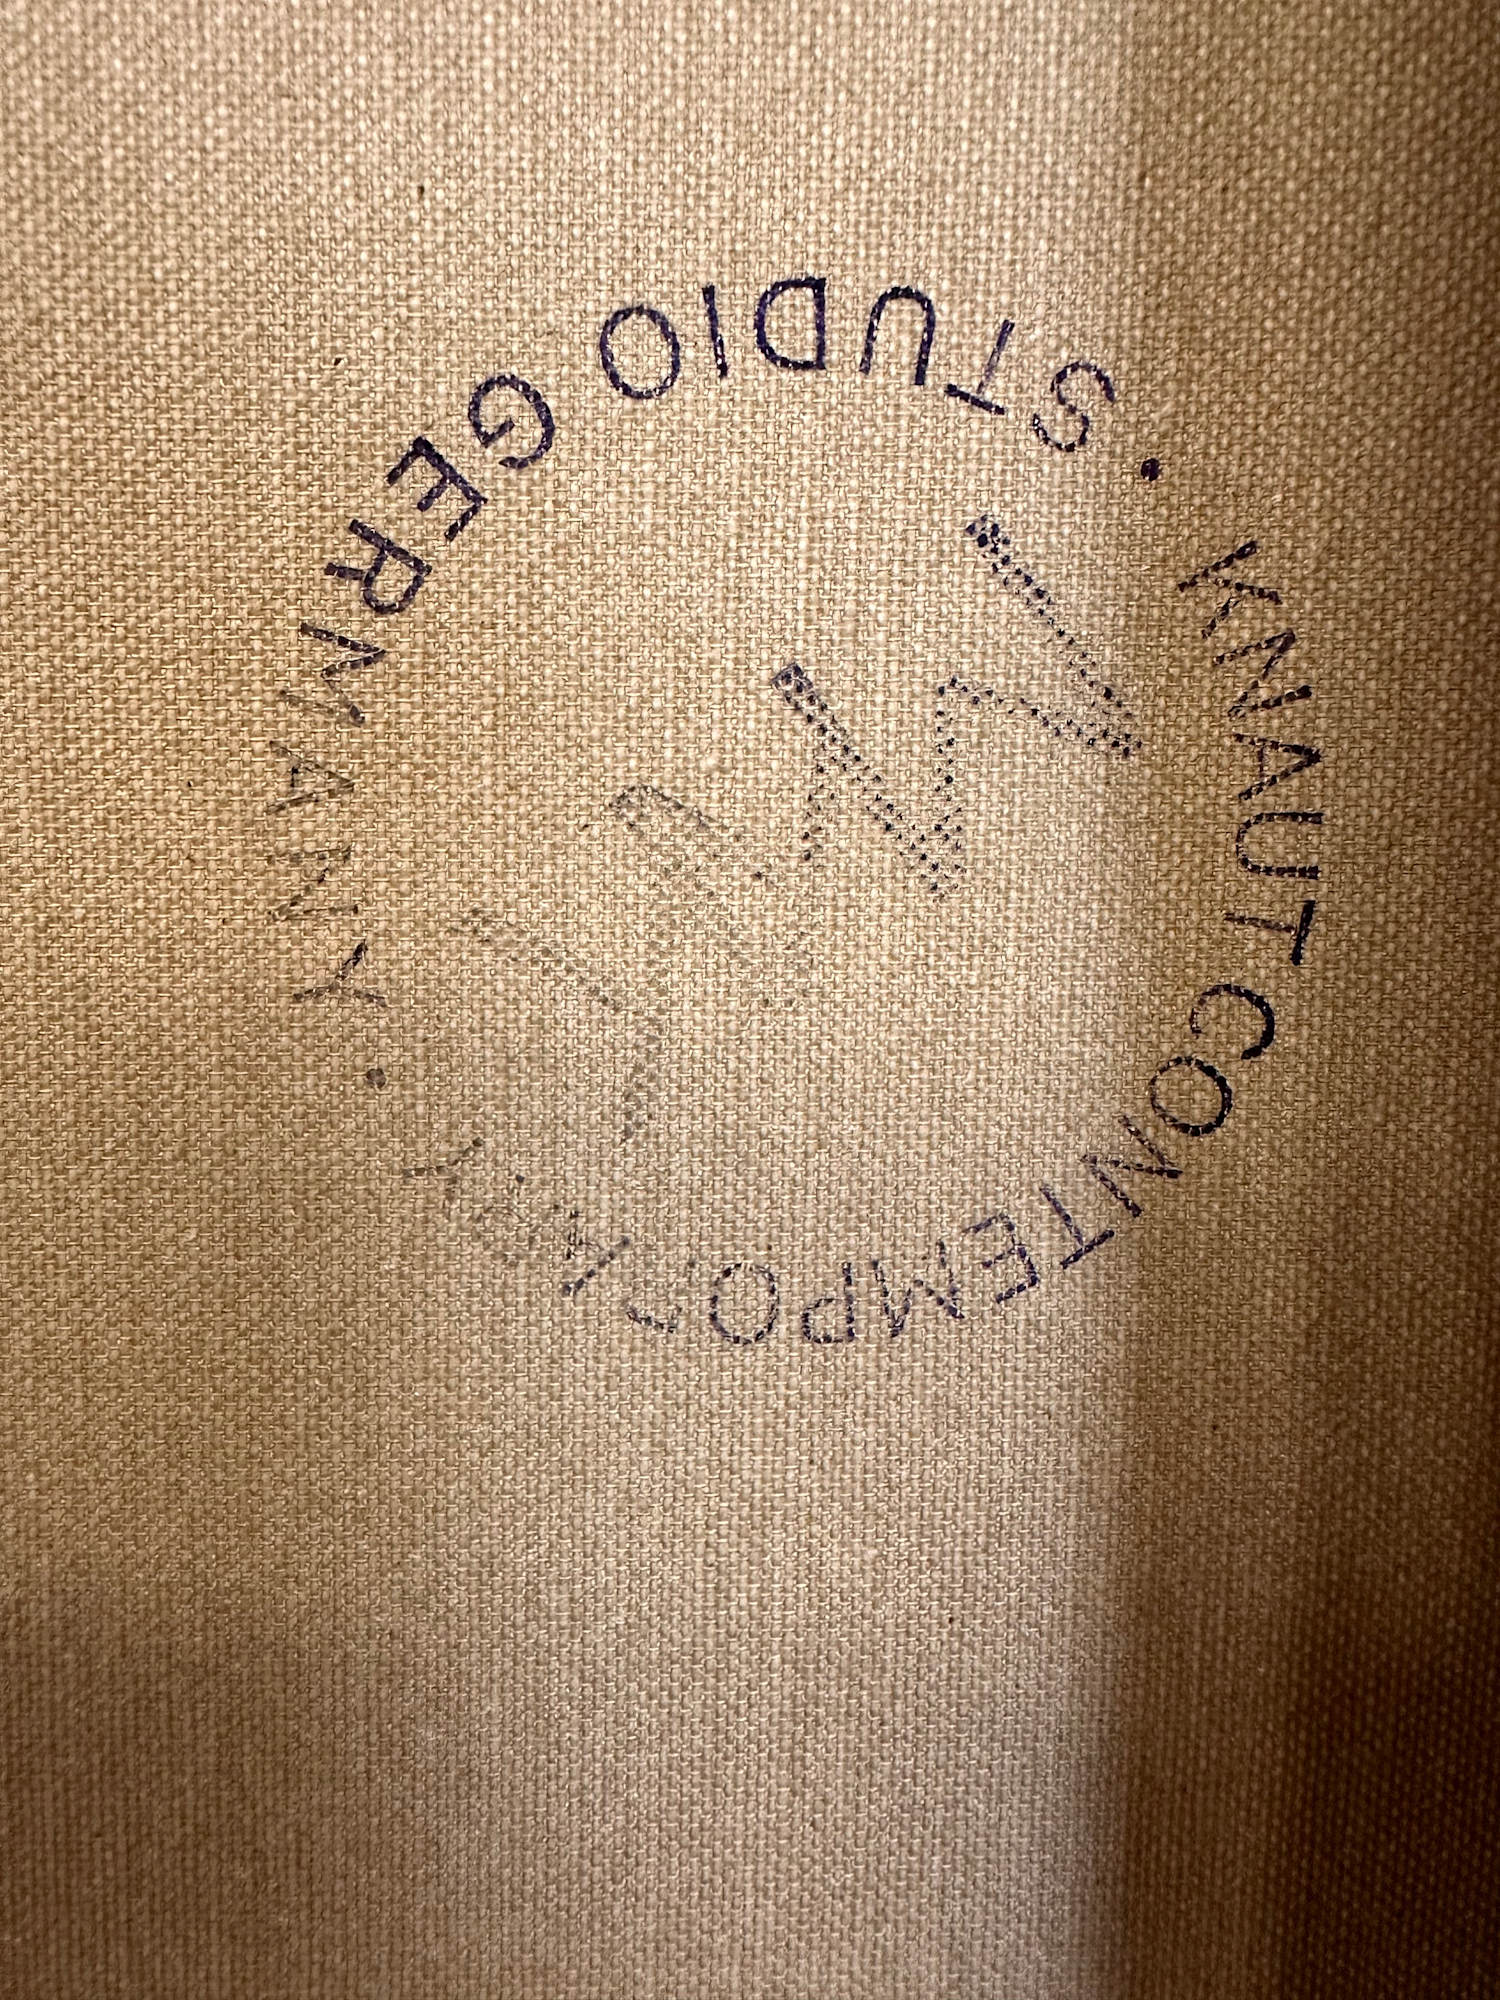 KNAUT CONTEMPORARY
• STUDIO GERMANY •